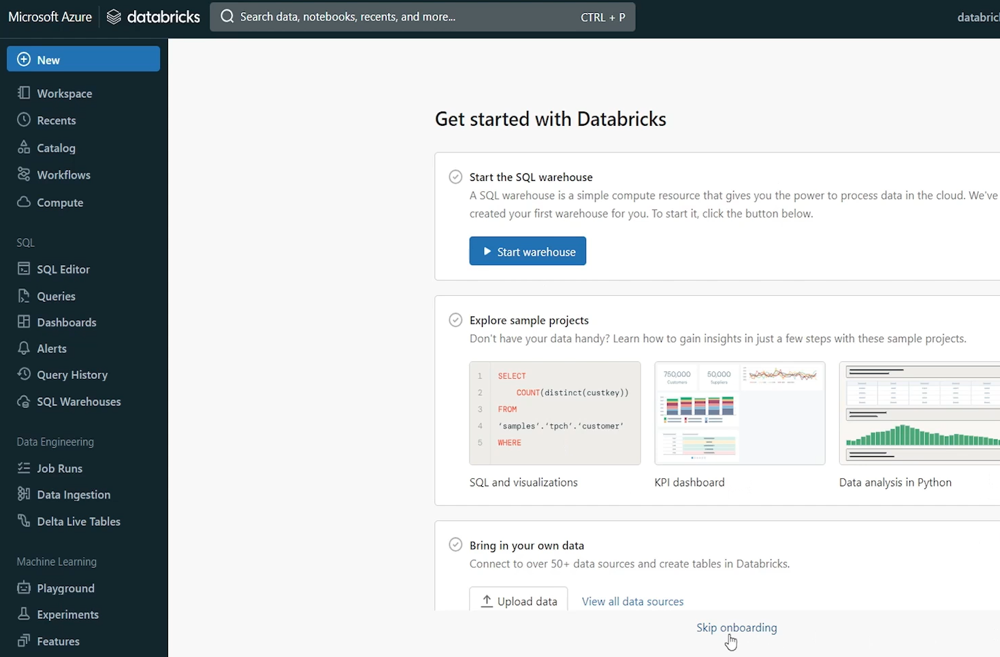 Microsoft Azure
databricks
Search data, notebooks, recents, and more...
CTRL + P
New
Workspace
Recents
Catalog
Workflows
Compute
SQL
SQL Editor
Queries
Dashboards
Alerts
Query History
SQL Warehouses
Data Engineering
Job Runs
Data Ingestion
Delta Live Tables
Machine Learning
Playground
Experiments
Features
Get started with Databricks
Start the SQL warehouse
A SQL warehouse is a simple compute resource that gives you the power to process data in the cloud. We've
created your first warehouse for you. To start it, click the button below.
Start warehouse
Explore sample projects
Don't have your data handy? Learn how to gain insights in just a few steps with these sample projects.
1 SELECT
2 COUNT(distinct(custkey))
3 FROM
4 ‘samples’.‘tpch’.‘customer’
5 WHERE
750,000
Customers
50,000
Suppliers
SQL and visualizations
KPI dashboard
Data analysis in Python
Bring in your own data
Connect to over 50+ data sources and create tables in Databricks.
Upload data
View all data sources
Skip onboarding